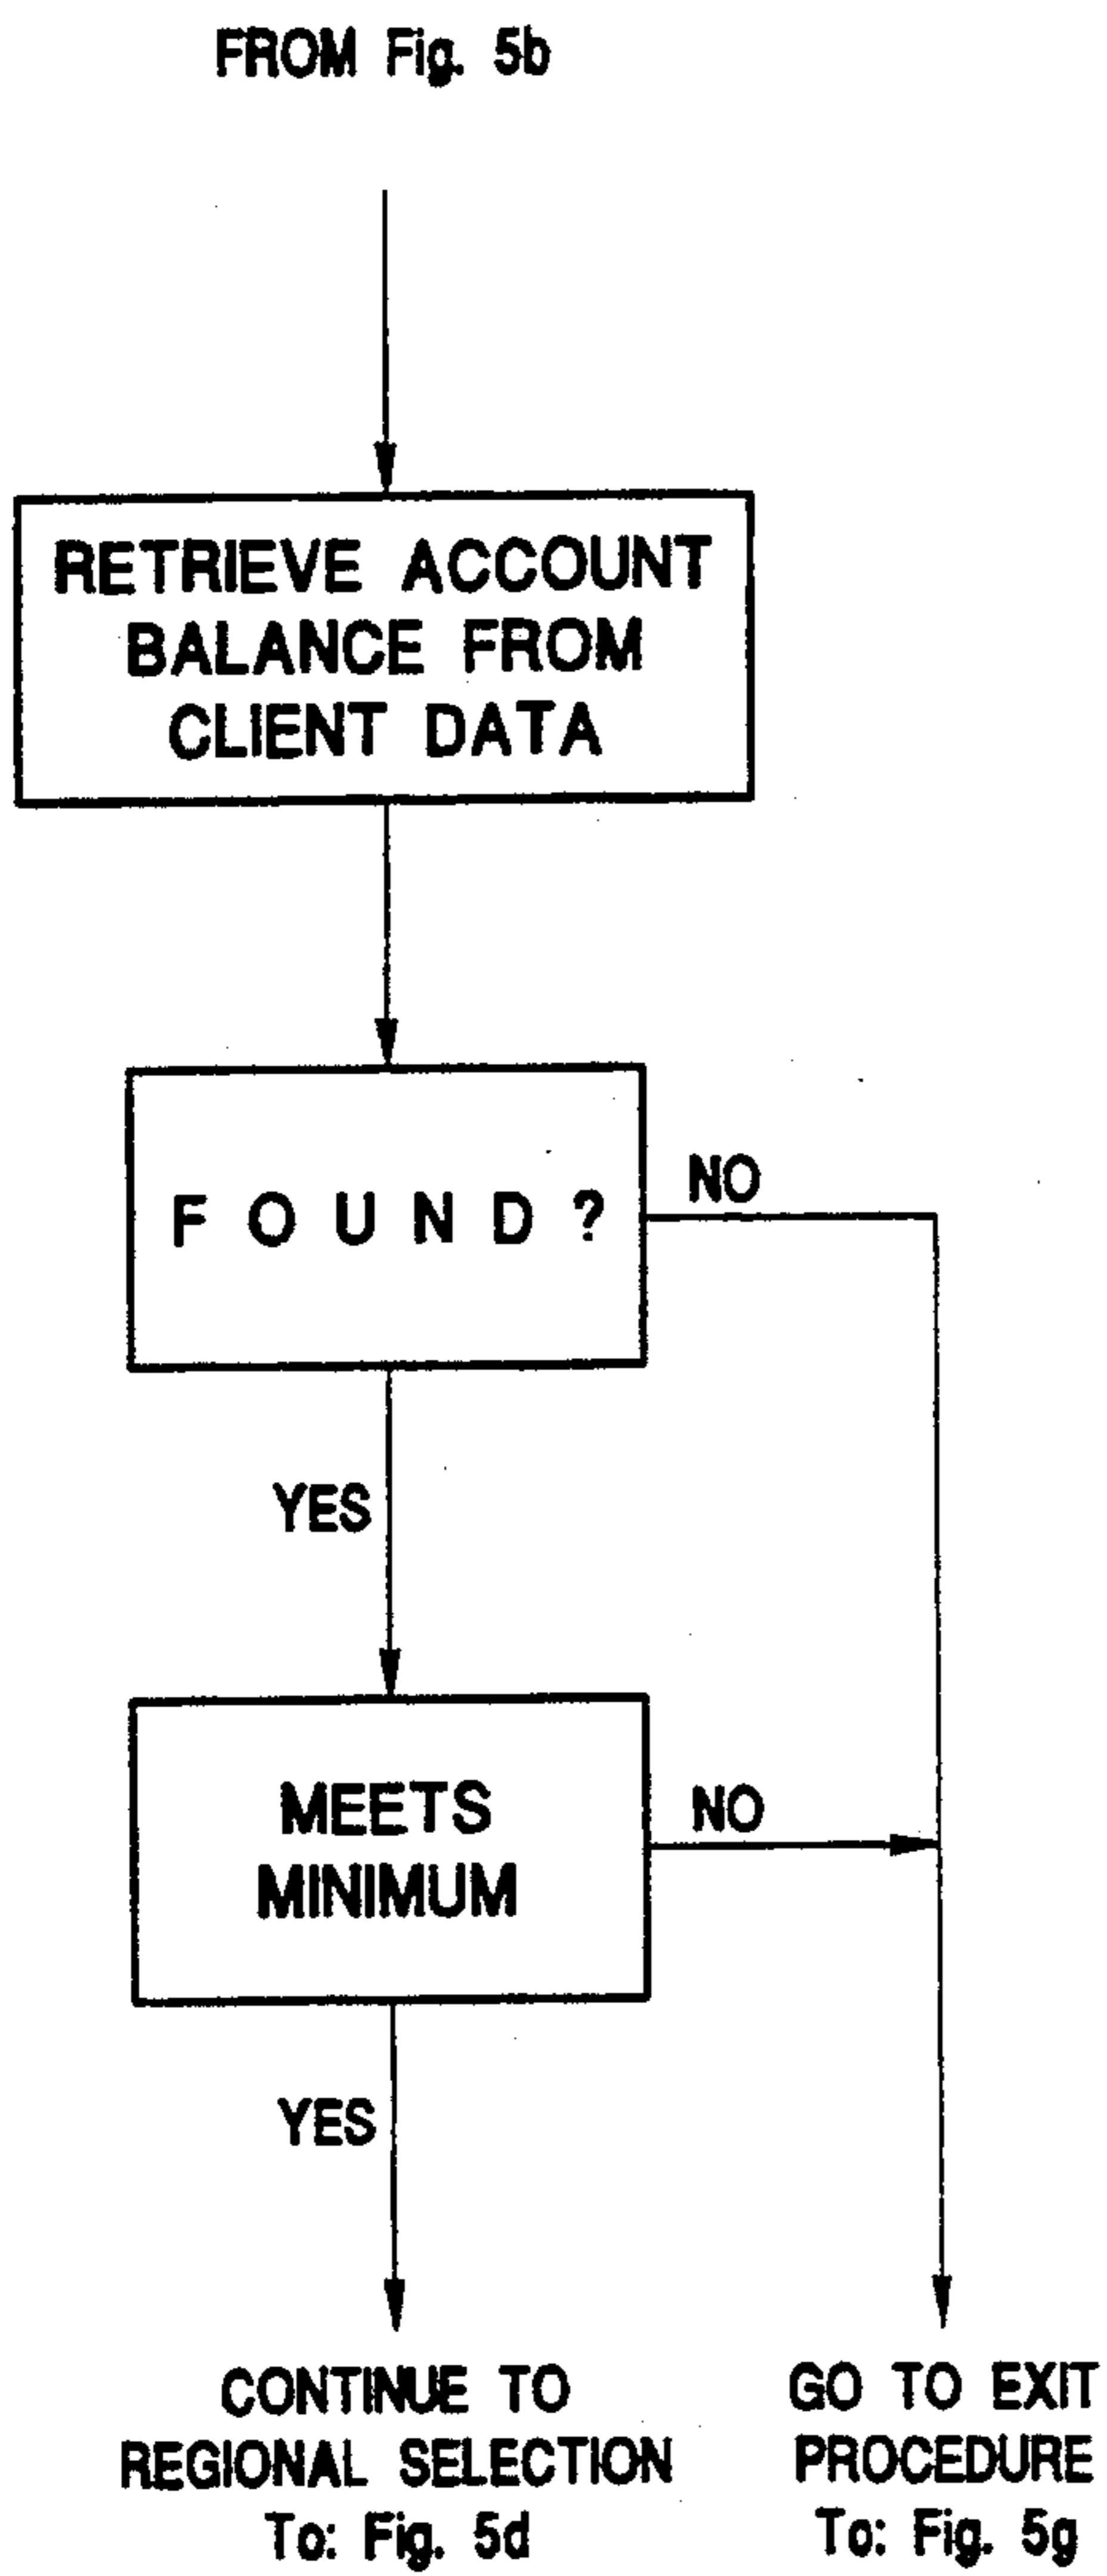 FROM Fig. 5b
RETRIEVE ACCOUNT
BALANCE FROM
CLIENT DATA
F O U N D ?
NO
YES
MEETS
MINIMUM
NO
YES
CONTINUE TO
REGIONAL SELECTION
To: Fig. 5d
GO TO EXIT
PROCEDURE
To: Fig. 5g